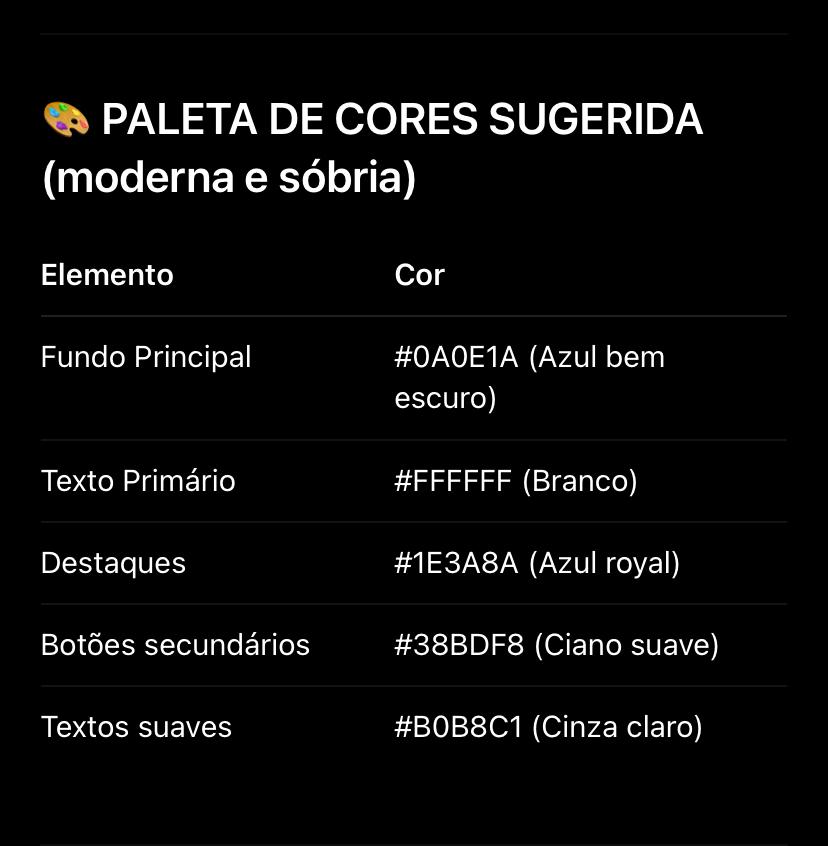 🎨 PALETA DE CORES SUGERIDA
(moderna e sóbria)
Elemento Cor
Fundo Principal #0A0E1A (Azul bem
escuro)
Texto Primário #FFFFFF (Branco)
Destaques #1E3A8A (Azul royal)
Botões secundários #38BDF8 (Ciano suave)
Textos suaves #B0B8C1 (Cinza claro)